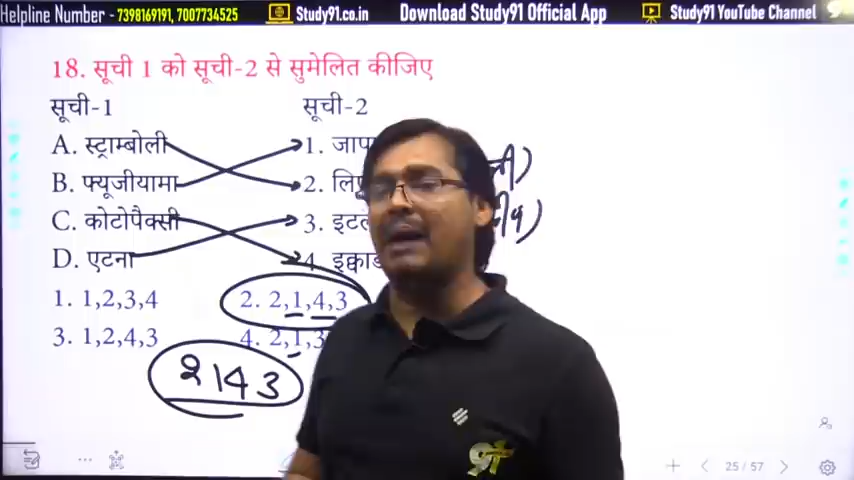 Helpline Number - 7398169191, 7007734525 Study91.co.in Download Study91 Official App Study91 YouTube Channel
18. सूची 1 को सूची-2 से सुमेलित कीजिए
सूची-1 सूची-2
A. स्ट्राम्बोली 1.
B. फ्यूजीयामा 2.
C. कोटोपैक्सी 3.
D. एटना 4.
1. 1,2,3,4 2. 2,1,4,3
3. 1,2,4,3 4. 2,1,3
2143
91
25 / 57